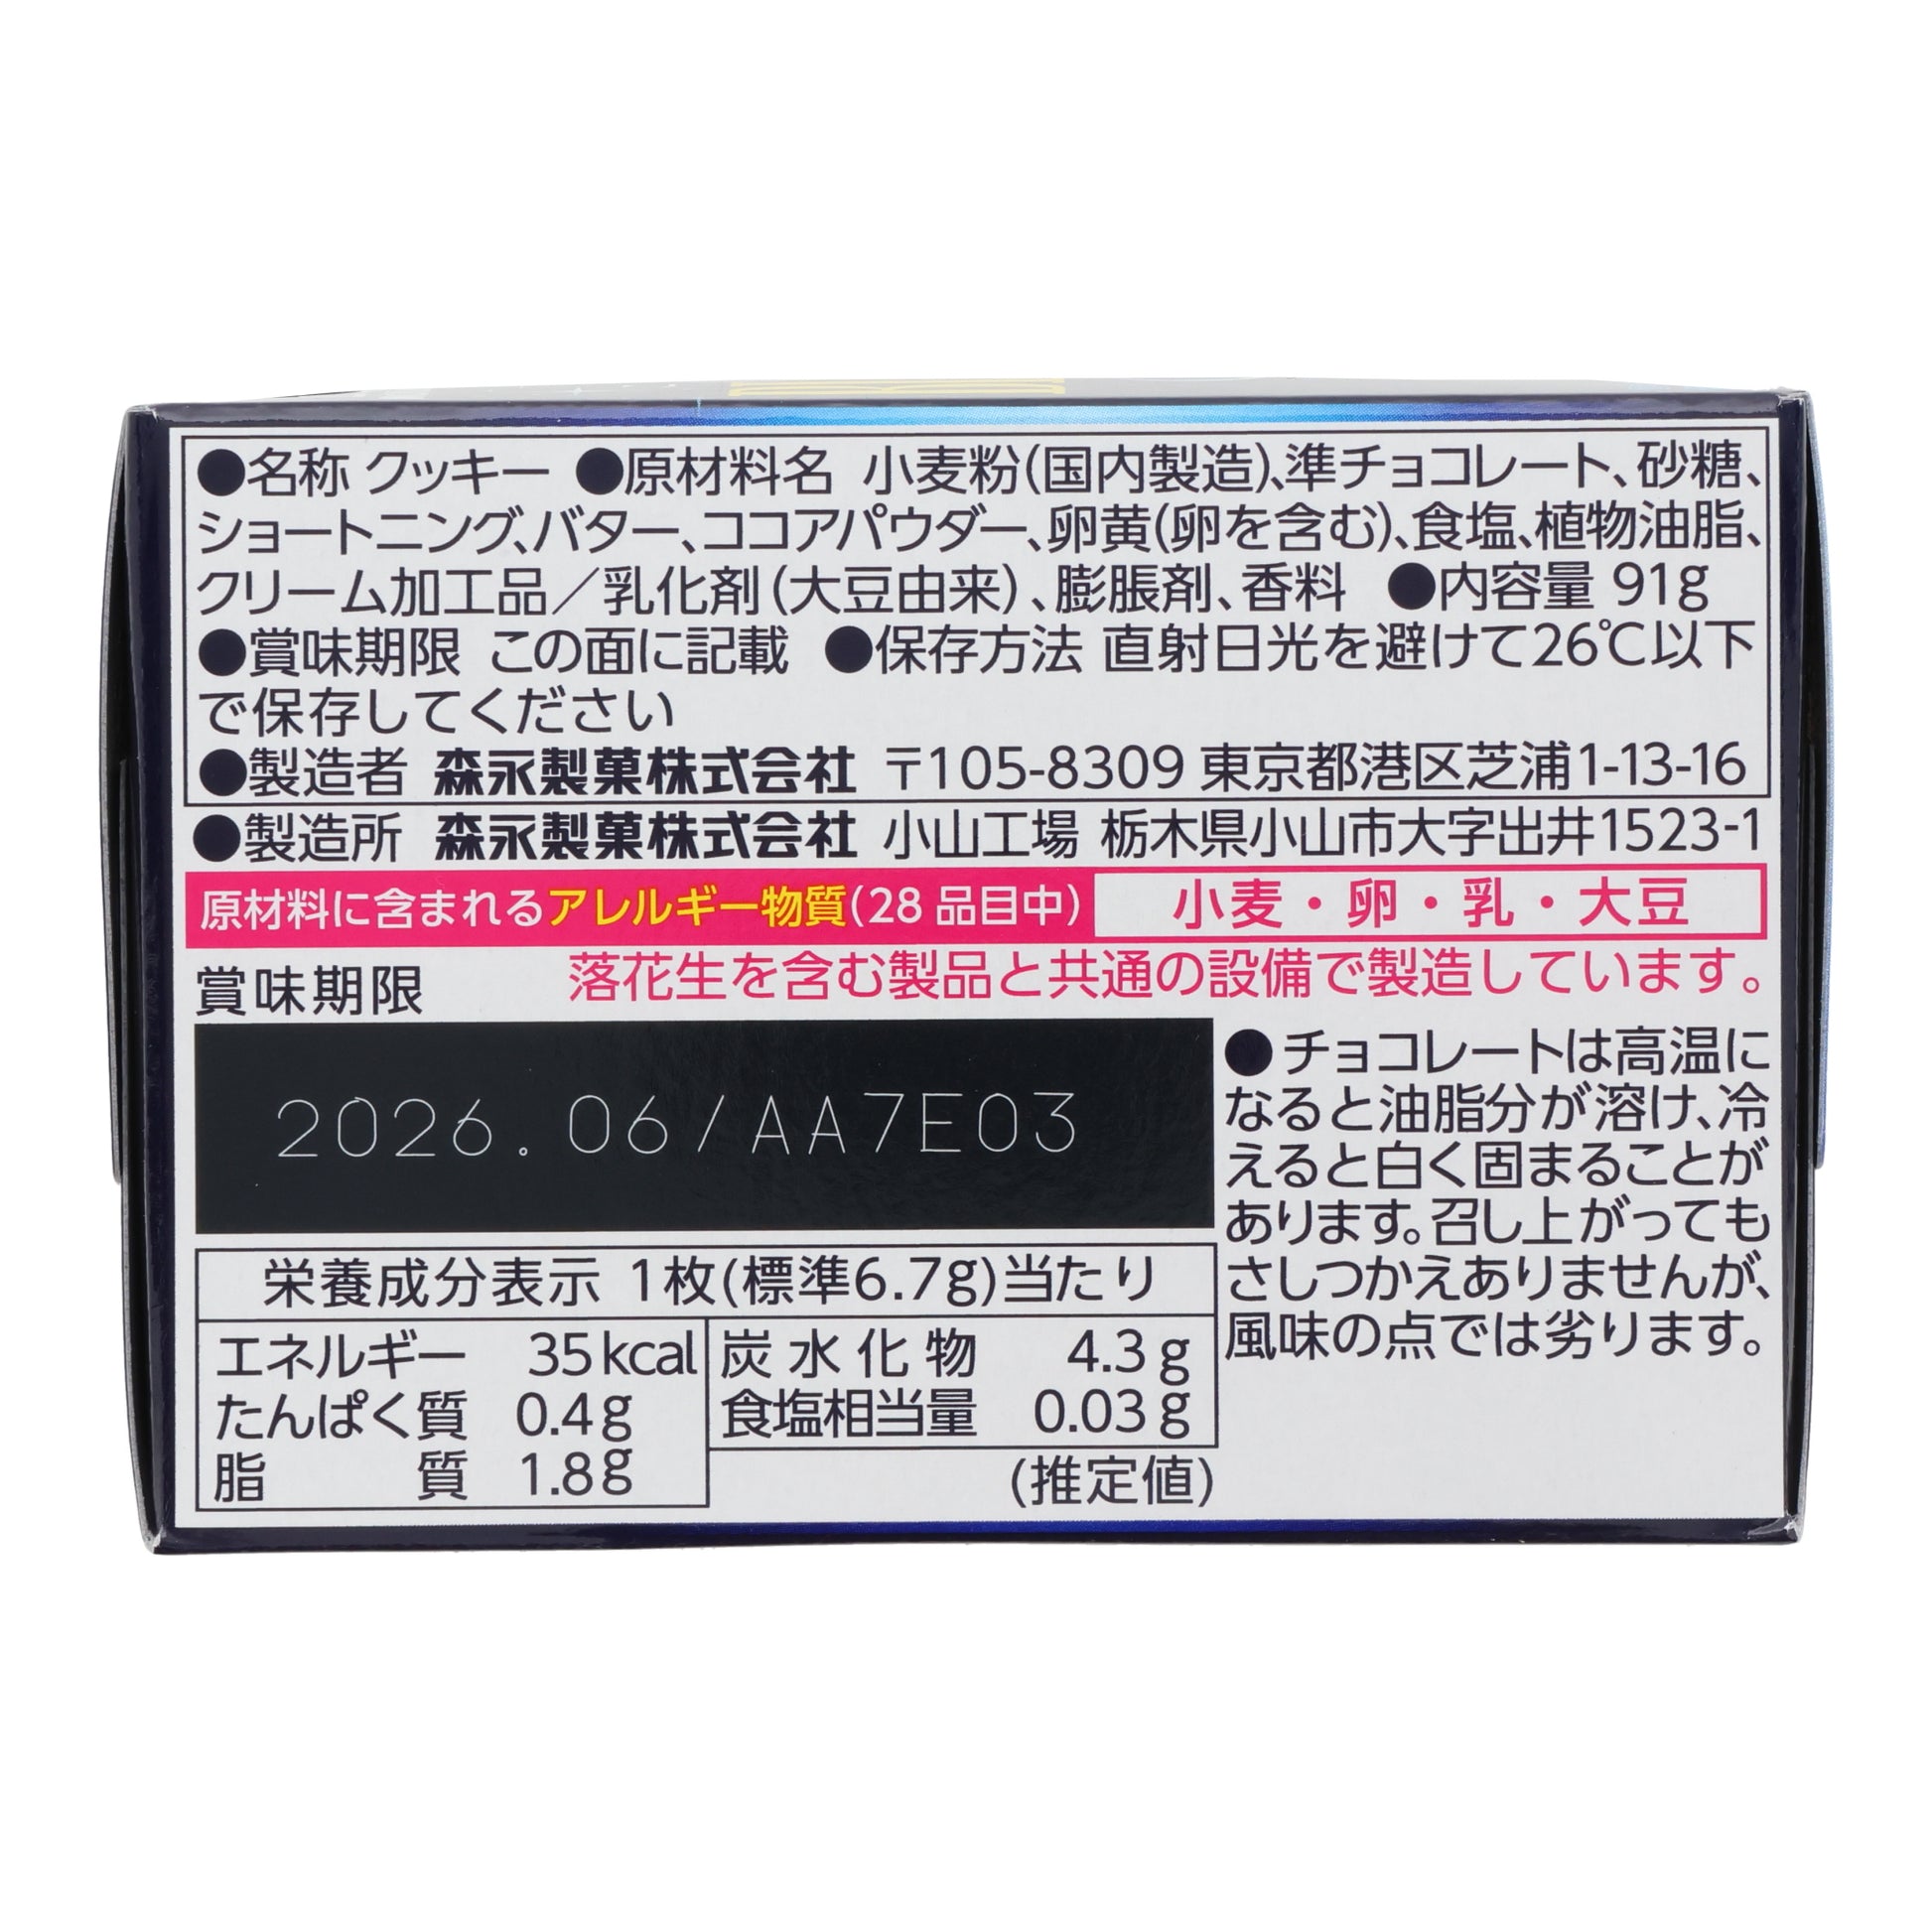 ●名称 クッキー ●原材料名 小麦粉(国内製造)、準チョコレート、砂糖、
ショートニング、バター、ココアパウダー、卵黄(卵を含む)、食塩、植物油脂、
クリーム加工品／乳化剤(大豆由来)、膨脹剤、香料 ●内容量 91g
●賞味期限 この面に記載 ●保存方法 直射日光を避けて26℃以下
で保存してください
●製造者 森永製菓株式会社 〒105-8309 東京都港区芝浦1-13-16
●製造所 森永製菓株式会社 小山工場 栃木県小山市大字出井1523-1
原材料に含まれるアレルギー物質(28品目中) 小麦・卵・乳・大豆
落花生を含む製品と共通の設備で製造しています。
賞味期限
2026.06/AA7E03
●チョコレートは高温に
なると油脂分が溶け、冷
えると白く固まることが
あります。召し上がっても
さしつかえありませんが、
風味の点では劣ります。
栄養成分表示 1枚(標準6.7g)当たり
エネルギー 35kcal
たんぱく質 0.4g
脂質 1.8g
炭水化物 4.3g
食塩相当量 0.03g
(推定値)